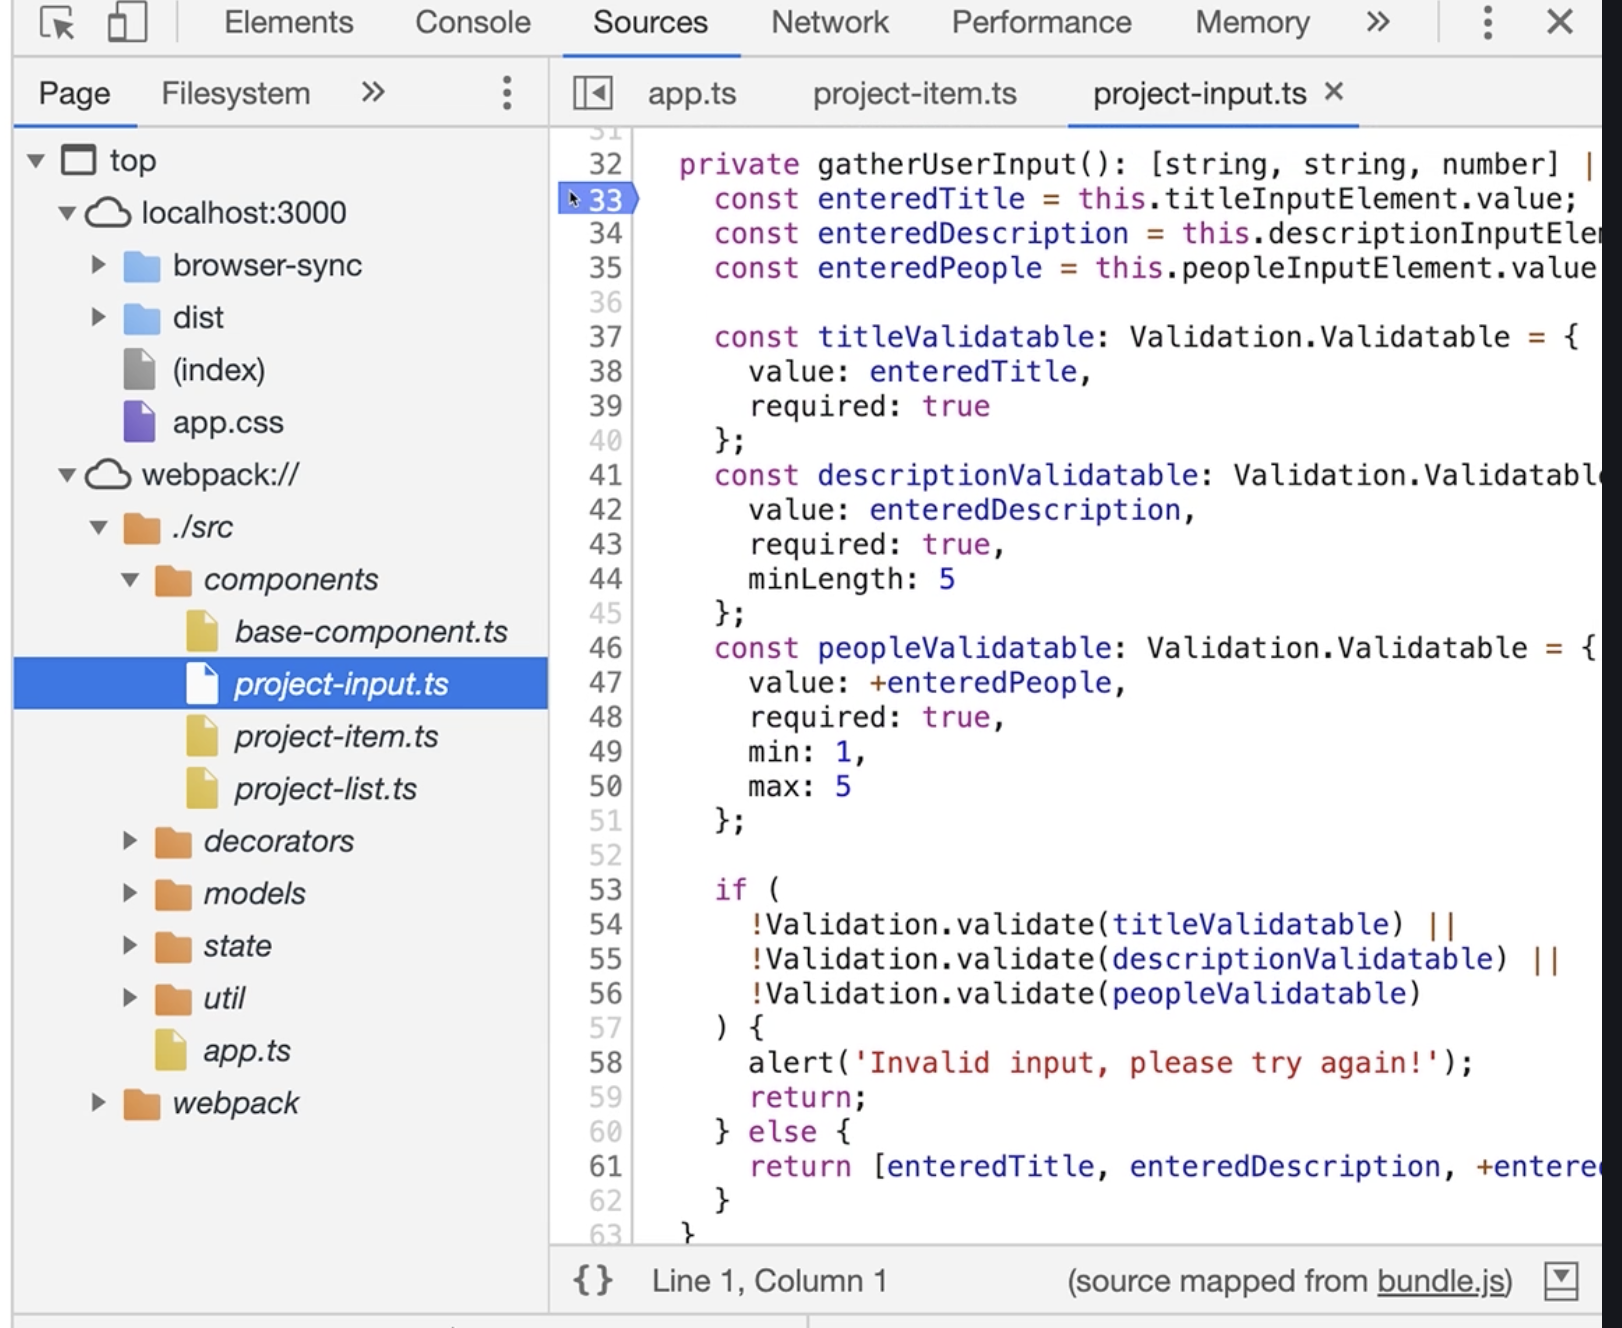 Elements Console Sources Network Performance Memory »
Page Filesystem »
app.ts project-item.ts project-input.ts ×
top
localhost:3000
browser-sync
dist
(index)
app.css
webpack://
./src
components
base-component.ts
project-input.ts
project-item.ts
project-list.ts
decorators
models
state
util
app.ts
webpack
31
32 private gatherUserInput(): [string, string, number] |
33 const enteredTitle = this.titleInputElement.value;
34 const enteredDescription = this.descriptionInputEle
35 const enteredPeople = this.peopleInputElement.value
36
37 const titleValidatable: Validation.Validatable = {
38 value: enteredTitle,
39 required: true
40 };
41 const descriptionValidatable: Validation.Validatabl
42 value: enteredDescription,
43 required: true,
44 minLength: 5
45 };
46 const peopleValidatable: Validation.Validatable = {
47 value: +enteredPeople,
48 required: true,
49 min: 1,
50 max: 5
51 };
52
53 if (
54 !Validation.validate(titleValidatable) ||
55 !Validation.validate(descriptionValidatable) ||
56 !Validation.validate(peopleValidatable)
57 ) {
58 alert('Invalid input, please try again!');
59 return;
60 } else {
61 return [enteredTitle, enteredDescription, +entere
62 }
63 }
{} Line 1, Column 1 (source mapped from bundle.js)